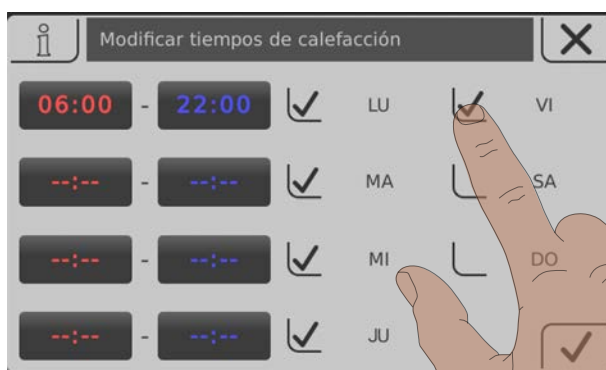 i Modificar tiempos de calefacción
06:00 - 22:00 LU VI
--:-- - --:-- MA SA
--:-- - --:-- MI DO
--:-- - --:-- JU